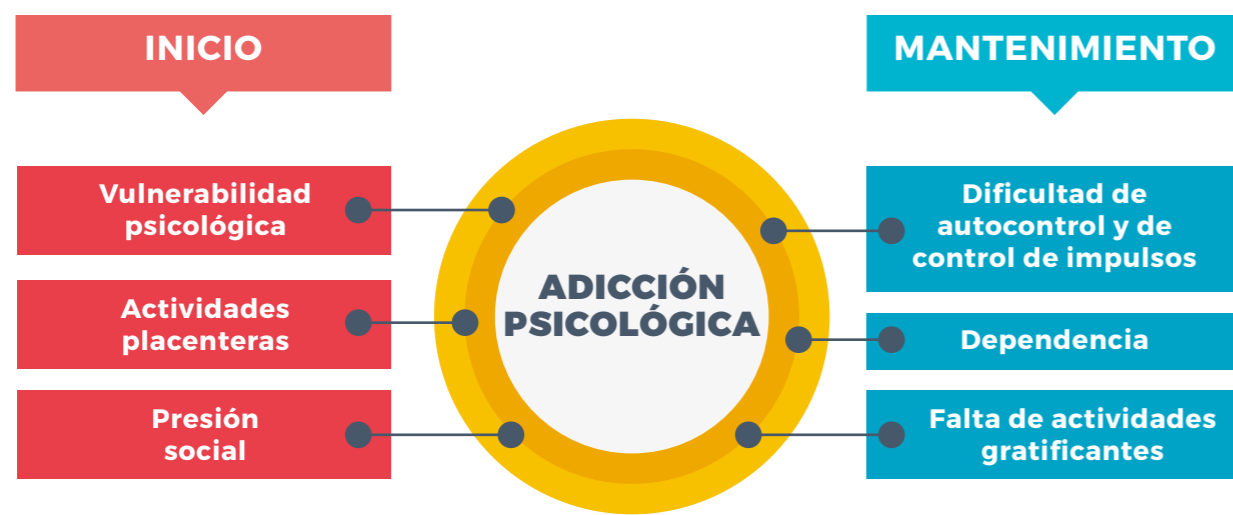 INICIO
Vulnerabilidad
psicológica
Actividades
placenteras
Presión
social
ADICCIÓN
PSICOLÓGICA
MANTENIMIENTO
Dificultad de
autocontrol y de
control de impulsos
Dependencia
Falta de actividades
gratificantes